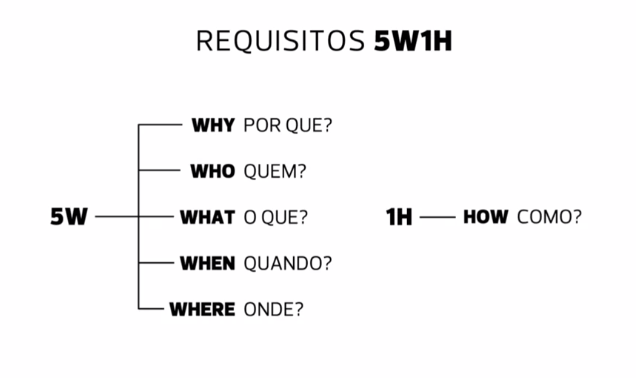 REQUISITOS 5W1H
5W
WHY POR QUE?
WHO QUEM?
WHAT O QUE?
WHEN QUANDO?
WHERE ONDE?
1H
HOW COMO?